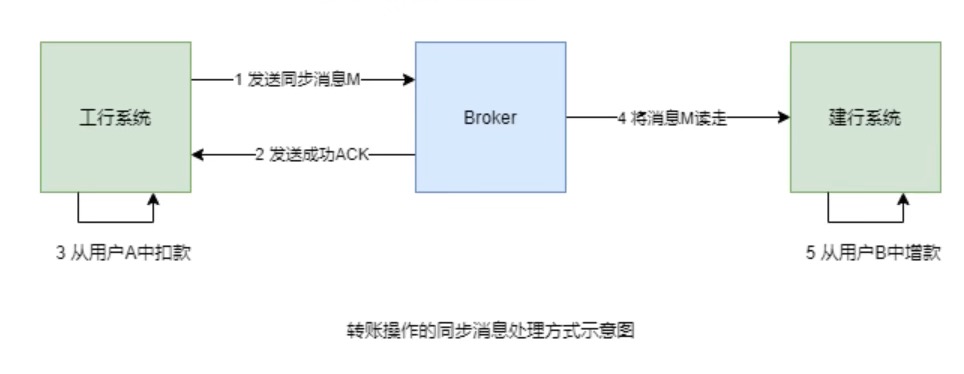 1 发送同步消息M
工行系统
Broker
4 将消息M读走
建行系统
2 发送成功ACK
3 从用户A中扣款
5 从用户B中增款
转账操作的同步消息处理方式示意图